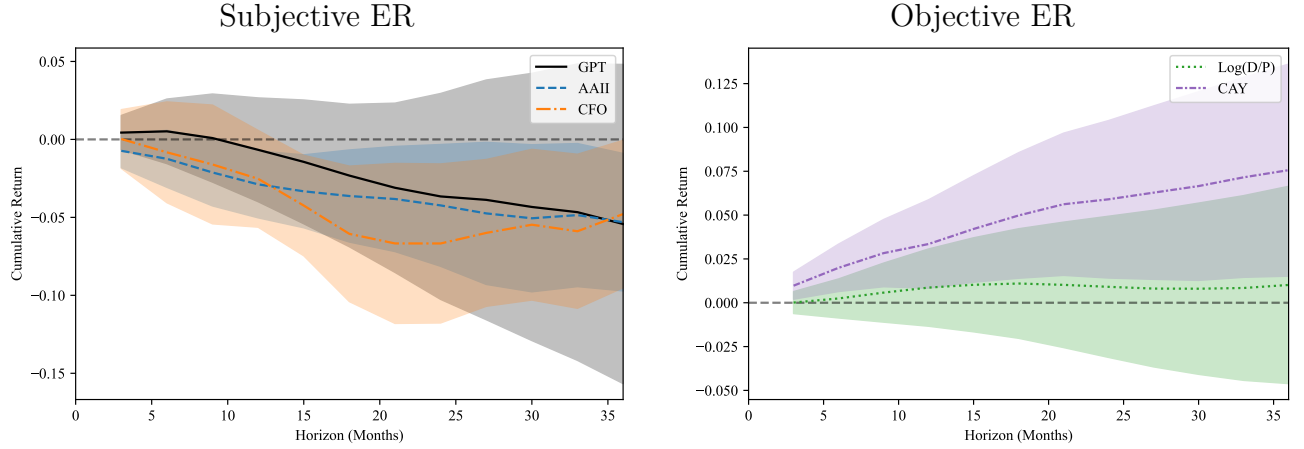 Subjective ER
0.05
0.00
−0.05
−0.10
−0.15
Cumulative Return
GPT
AAII
CFO
0
5
10
15
20
25
30
35
Horizon (Months)
Objective ER
0.125
0.100
0.075
0.050
0.025
0.000
−0.025
−0.050
Cumulative Return
Log(D/P)
CAY
0
5
10
15
20
25
30
35
Horizon (Months)